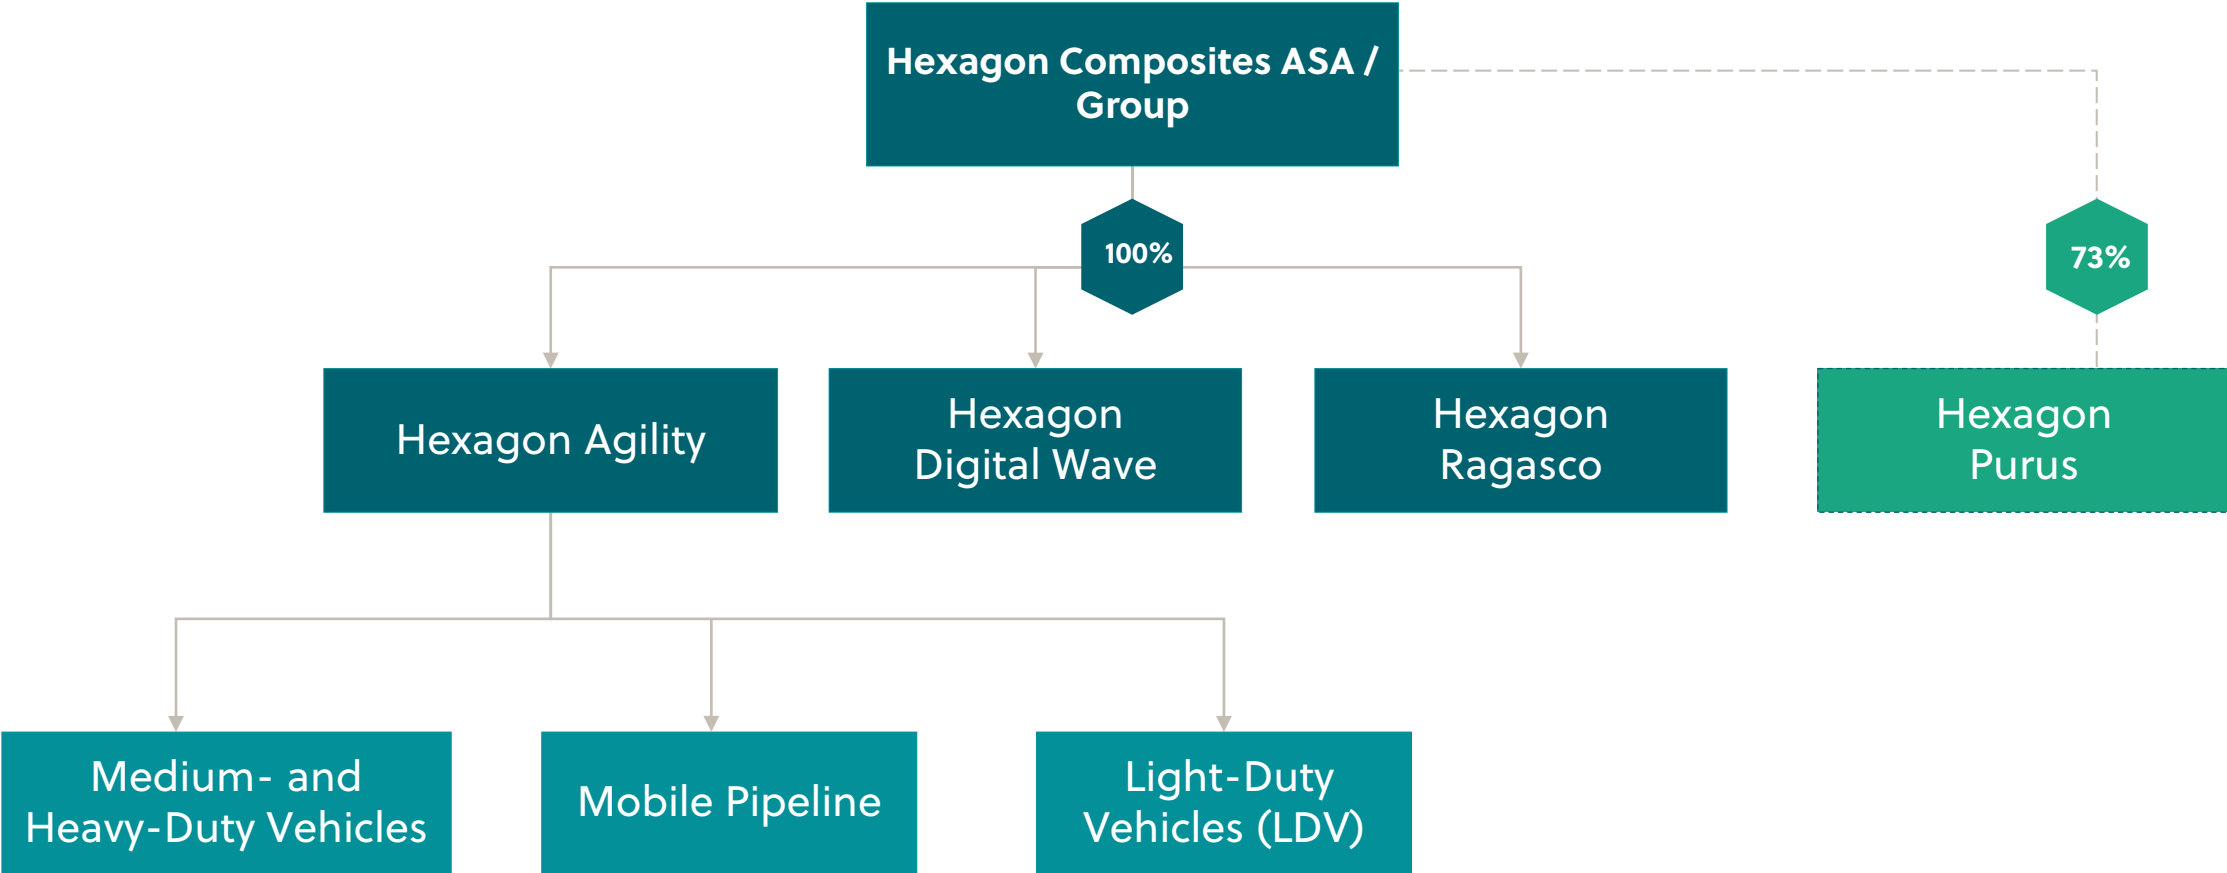 Hexagon Composites ASA /
Group
100%
73%
Hexagon Agility
Hexagon
Digital Wave
Hexagon
Ragasco
Hexagon
Purus
Medium- and
Heavy-Duty Vehicles
Mobile Pipeline
Light-Duty
Vehicles (LDV)